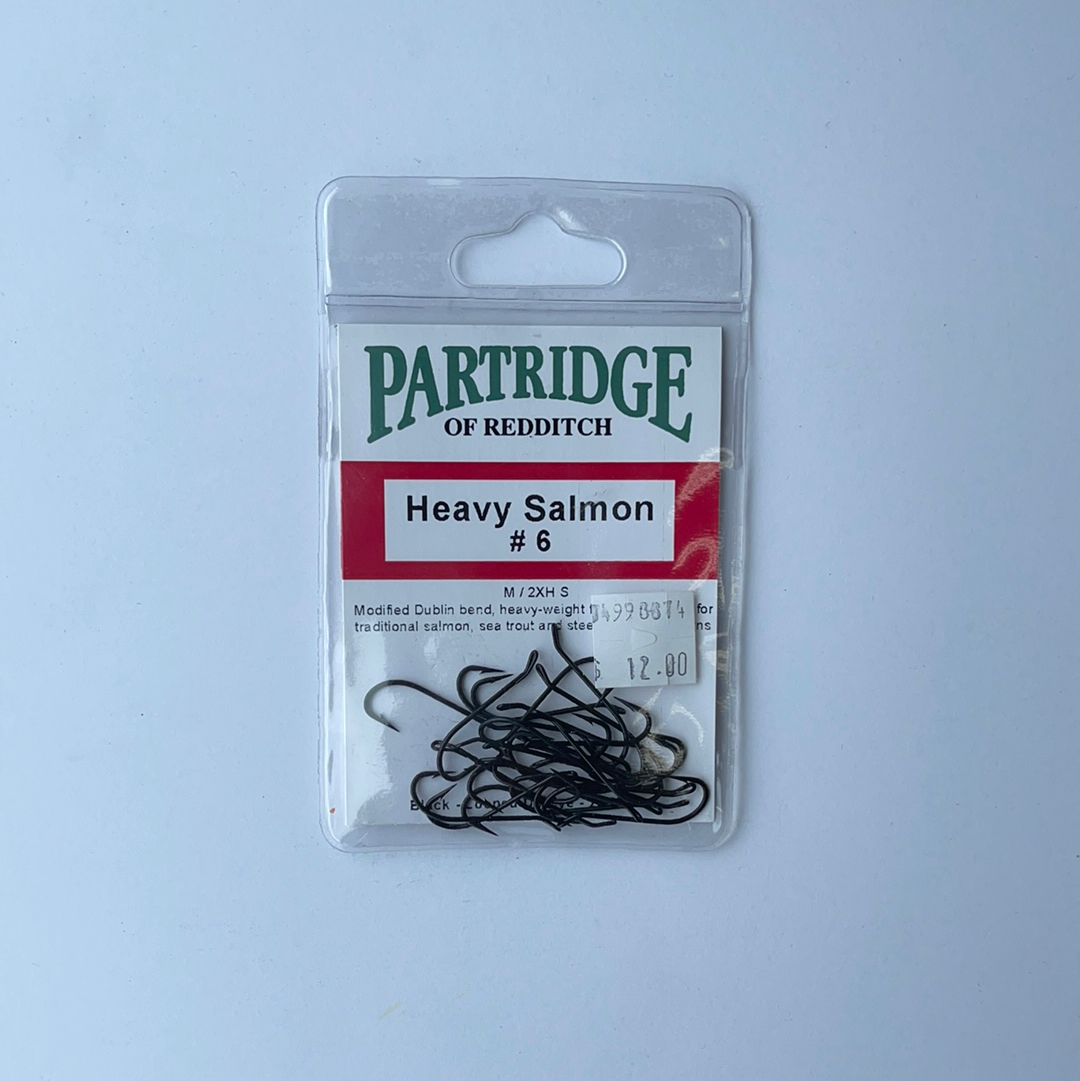 PARTRIDGE
OF REDDITCH
Heavy Salmon
# 6
M / 2XH S
Modified Dublin bend, heavy-weight for
traditional salmon, sea trout and
$ 12.00